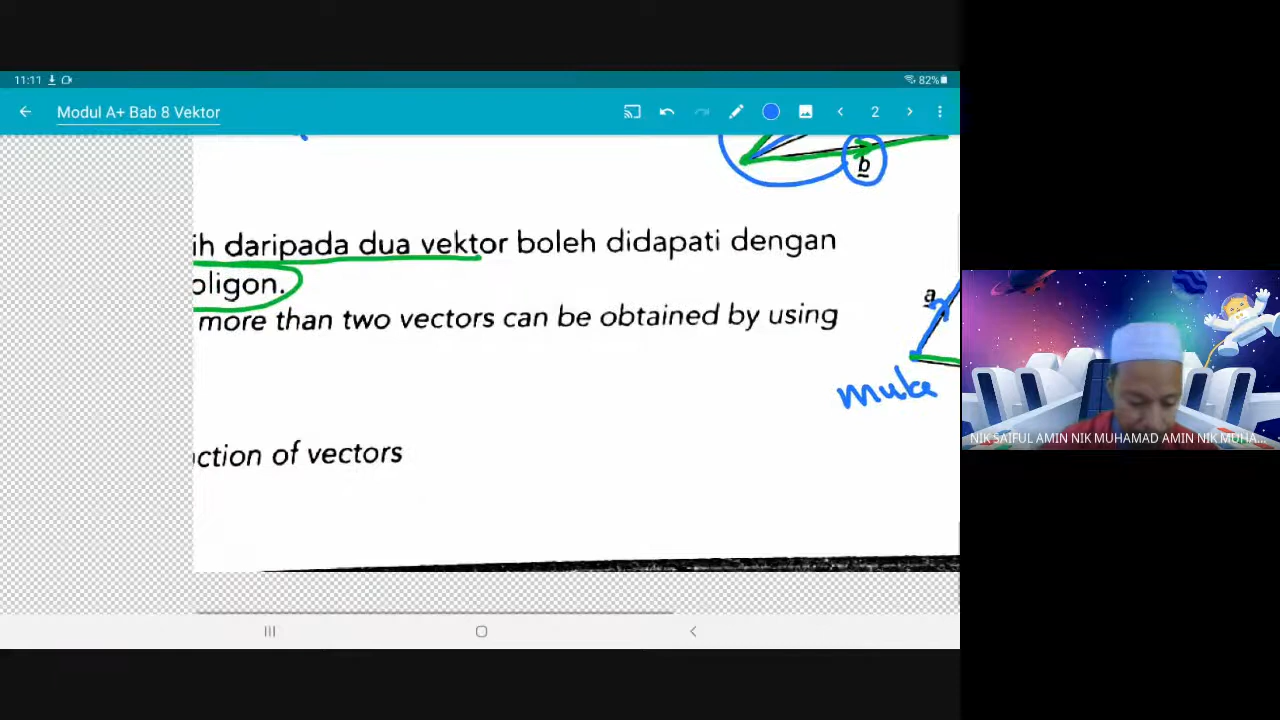 11:11
82%
Modul A+ Bab 8 Vektor
2
b
ih daripada dua vektor boleh didapati dengan
oligon.
a
more than two vectors can be obtained by using
muka
ction of vectors
NIK SAIFUL AMIN NIK MUHAMAD AMIN NIK MUHA...